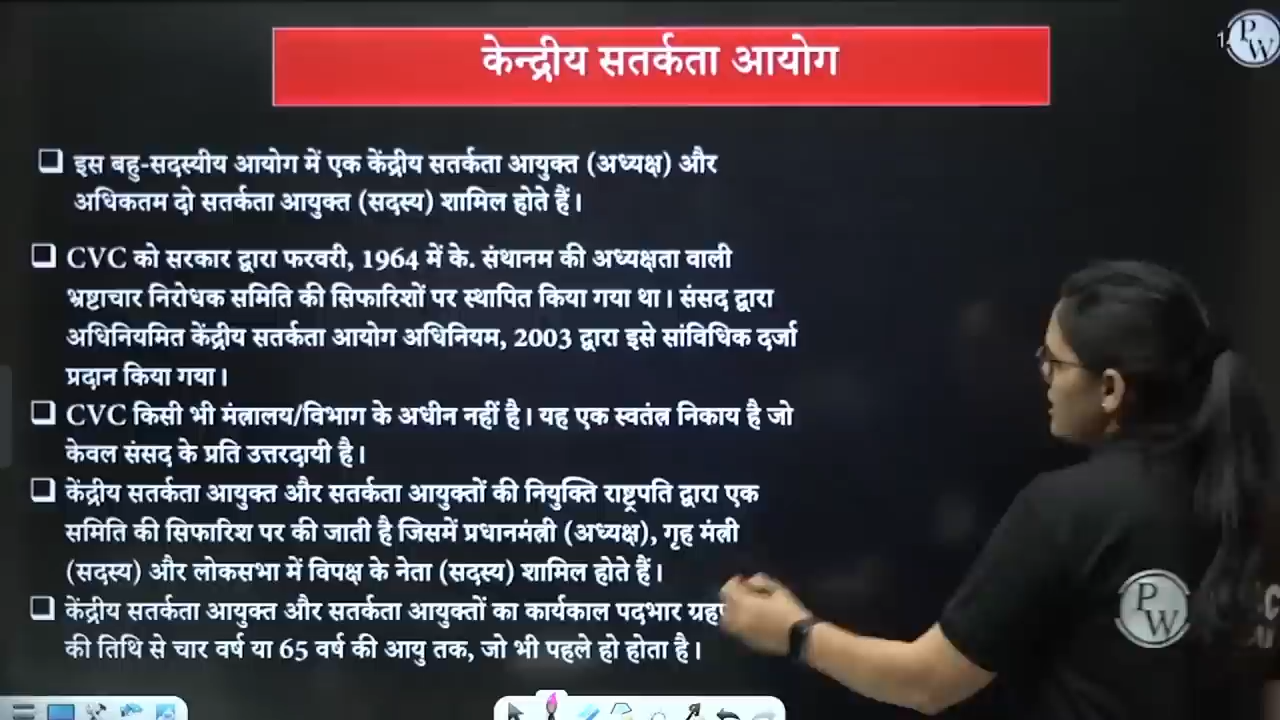 केन्द्रीय सतर्कता आयोग
PW
इस बहु-सदस्यीय आयोग में एक केंद्रीय सतर्कता आयुक्त (अध्यक्ष) और
अधिकतम दो सतर्कता आयुक्त (सदस्य) शामिल होते हैं।
CVC को सरकार द्वारा फरवरी, 1964 में के. संथानम की अध्यक्षता वाली
भ्रष्टाचार निरोधक समिति की सिफारिशों पर स्थापित किया गया था। संसद द्वारा
अधिनियमित केंद्रीय सतर्कता आयोग अधिनियम, 2003 द्वारा इसे सांविधिक दर्जा
प्रदान किया गया।
CVC किसी भी मंत्रालय/विभाग के अधीन नहीं है। यह एक स्वतंत्र निकाय है जो
केवल संसद के प्रति उत्तरदायी है।
केंद्रीय सतर्कता आयुक्त और सतर्कता आयुक्तों की नियुक्ति राष्ट्रपति द्वारा एक
समिति की सिफारिश पर की जाती है जिसमें प्रधानमंत्री (अध्यक्ष), गृह मंत्री
(सदस्य) और लोकसभा में विपक्ष के नेता (सदस्य) शामिल होते हैं।
केंद्रीय सतर्कता आयुक्त और सतर्कता आयुक्तों का कार्यकाल पदभार
की तिथि से चार वर्ष या 65 वर्ष की आयु तक, जो भी पहले हो होता है।
PW